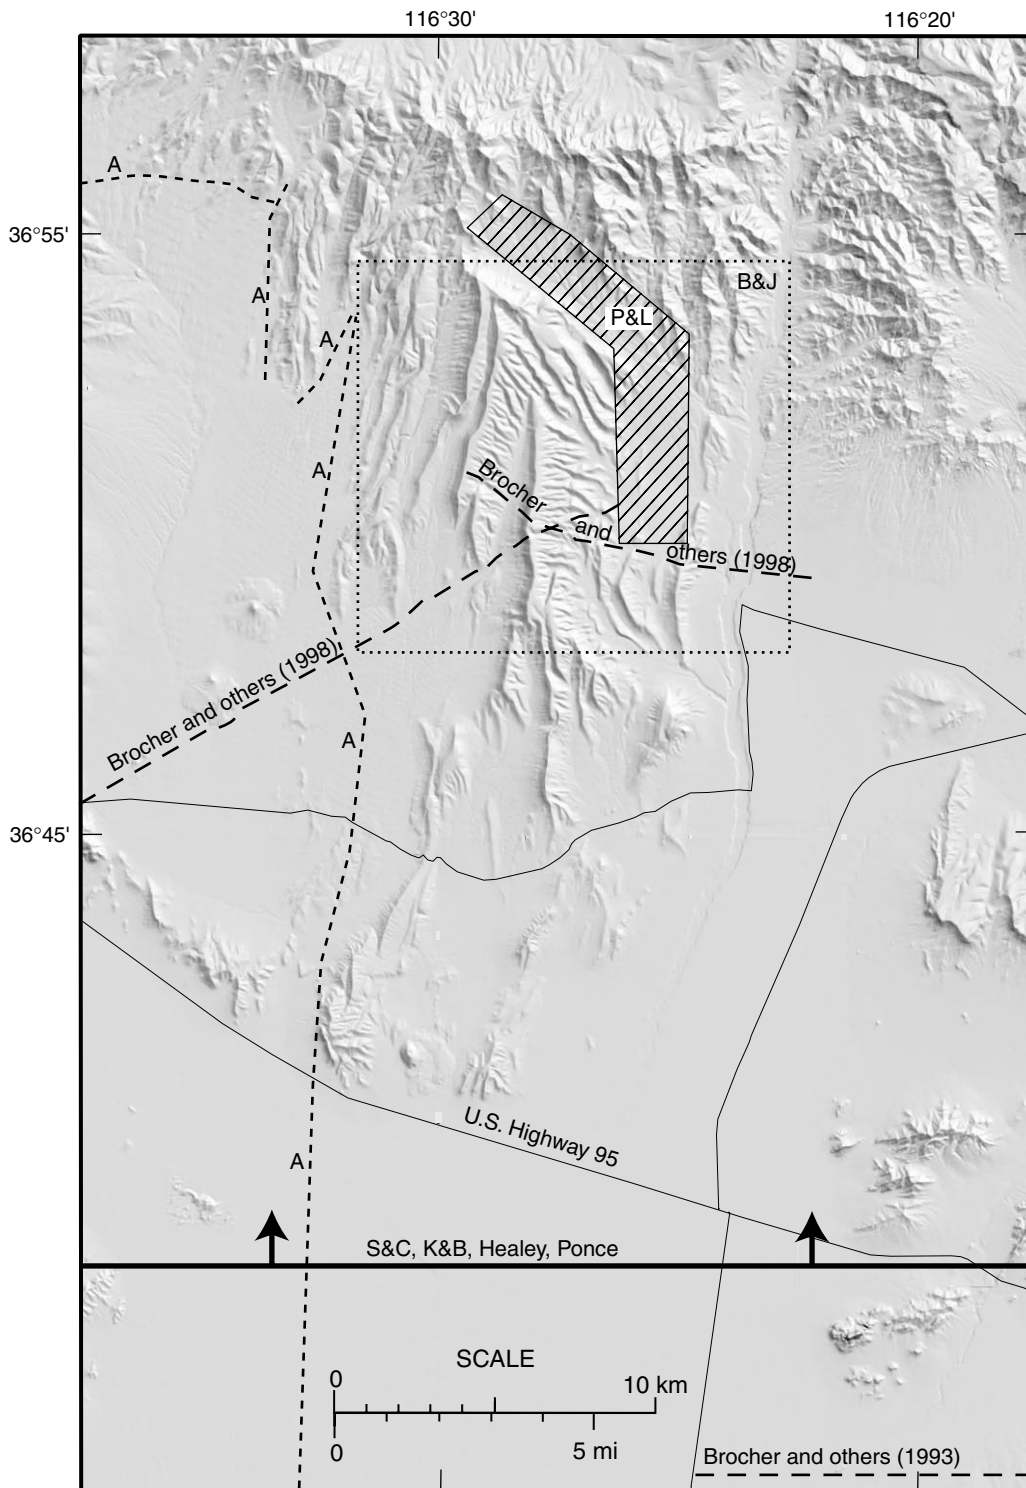 116°30'
116°20'
A
36°55'
B&J
A
P&L
A
A
Brocher
and
others (1998)
Brocher and others (1998)
A
36°45'
U.S. Highway 95
A
S&C, K&B, Healey, Ponce
SCALE
0
10 km
0
5 mi
Brocher and others (1993)